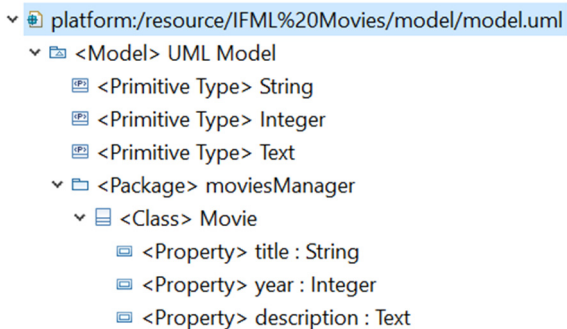 platform:/resource/IFML%20Movies/model/model.uml
<Model> UML Model
<Primitive Type> String
<Primitive Type> Integer
<Primitive Type> Text
<Package> moviesManager
<Class> Movie
<Property> title : String
<Property> year : Integer
<Property> description : Text